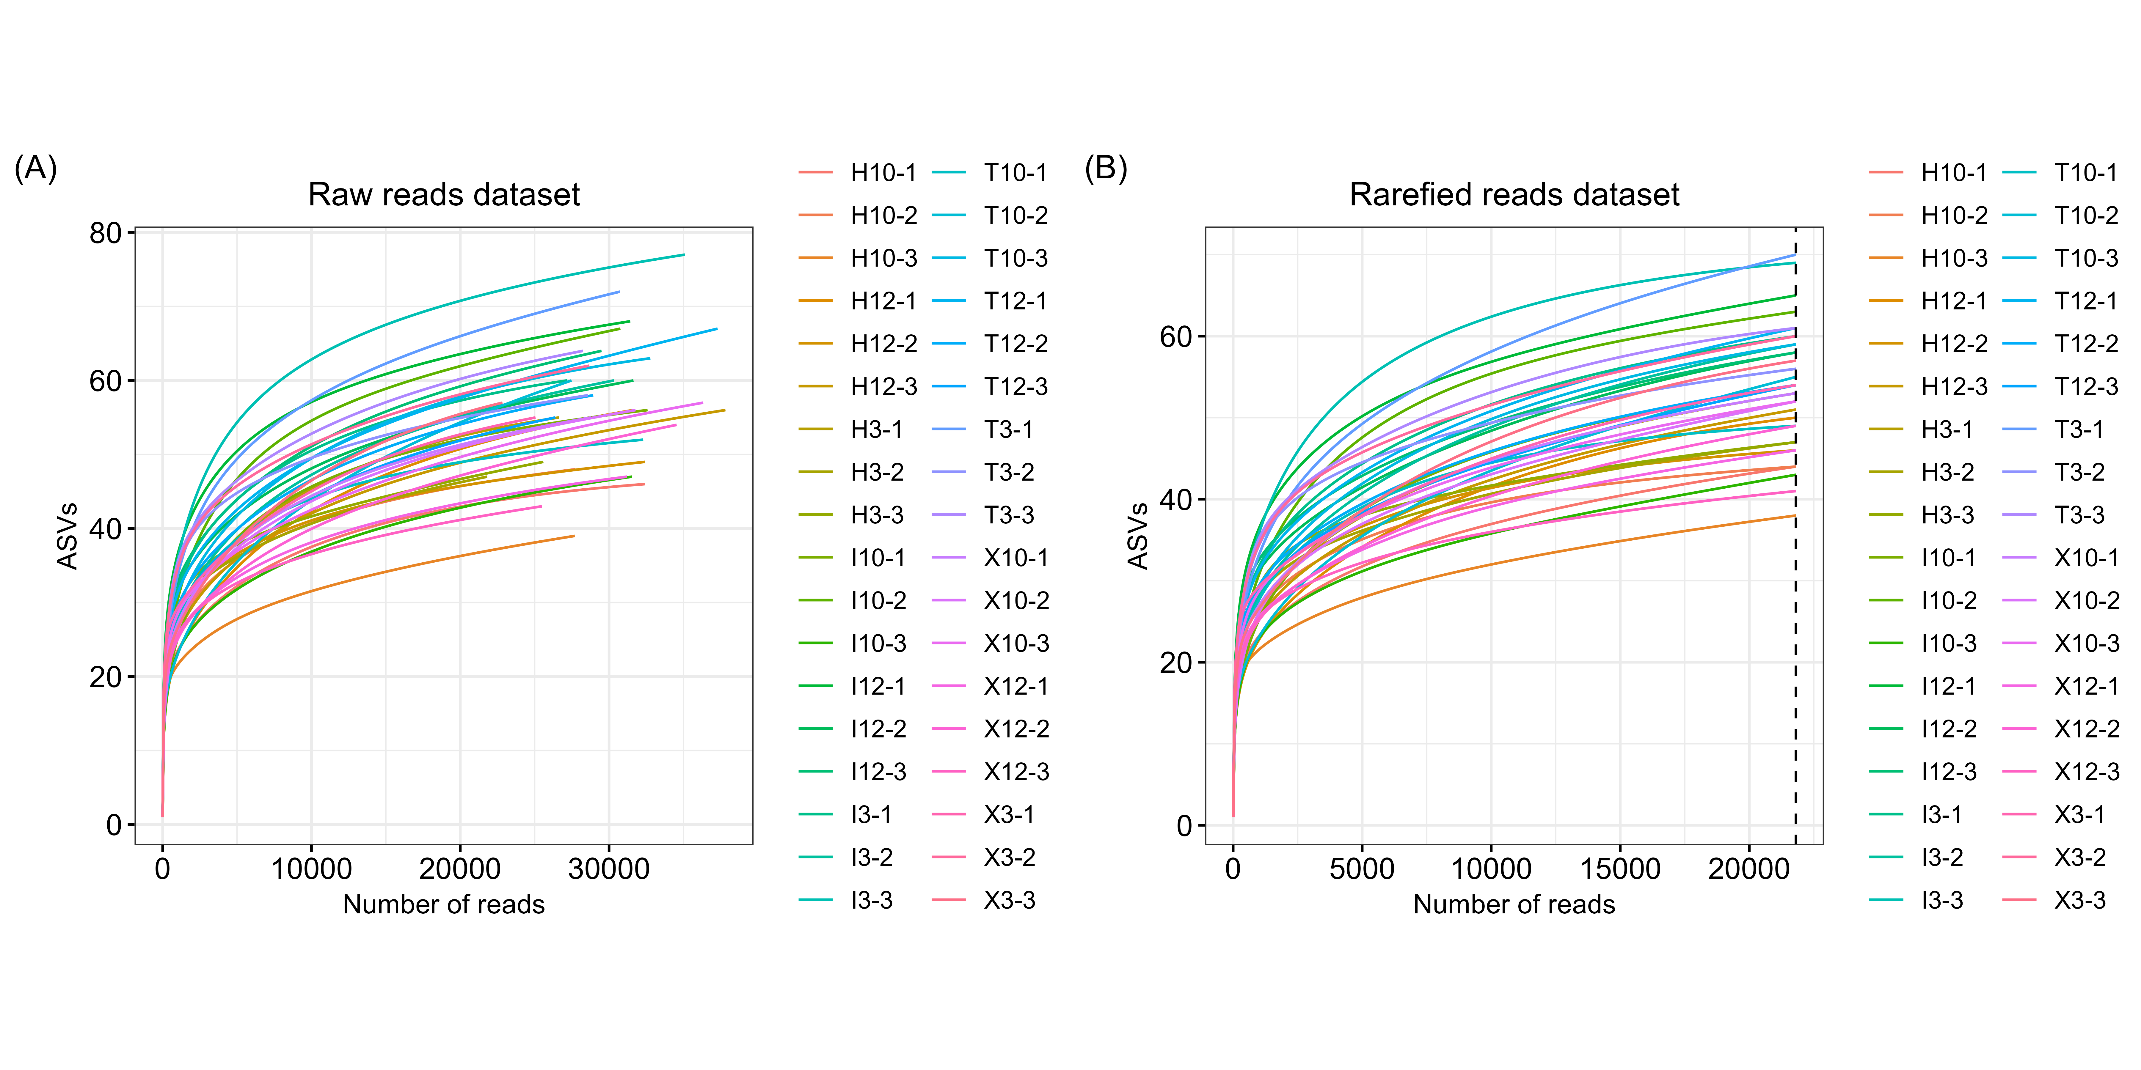 (A)
Raw reads dataset
80
60
40
20
0
ASVs
0 10000 20000 30000
Number of reads
H10-1 T10-1
H10-2 T10-2
H10-3 T10-3
H12-1 T12-1
H12-2 T12-2
H12-3 T12-3
H3-1 T3-1
H3-2 T3-2
H3-3 T3-3
I10-1 X10-1
I10-2 X10-2
I10-3 X10-3
I12-1 X12-1
I12-2 X12-2
I12-3 X12-3
I3-1 X3-1
I3-2 X3-2
I3-3 X3-3
(B)
Rarefied reads dataset
60
40
20
0
ASVs
0 5000 10000 15000 20000
Number of reads
H10-1 T10-1
H10-2 T10-2
H10-3 T10-3
H12-1 T12-1
H12-2 T12-2
H12-3 T12-3
H3-1 T3-1
H3-2 T3-2
H3-3 T3-3
I10-1 X10-1
I10-2 X10-2
I10-3 X10-3
I12-1 X12-1
I12-2 X12-2
I12-3 X12-3
I3-1 X3-1
I3-2 X3-2
I3-3 X3-3